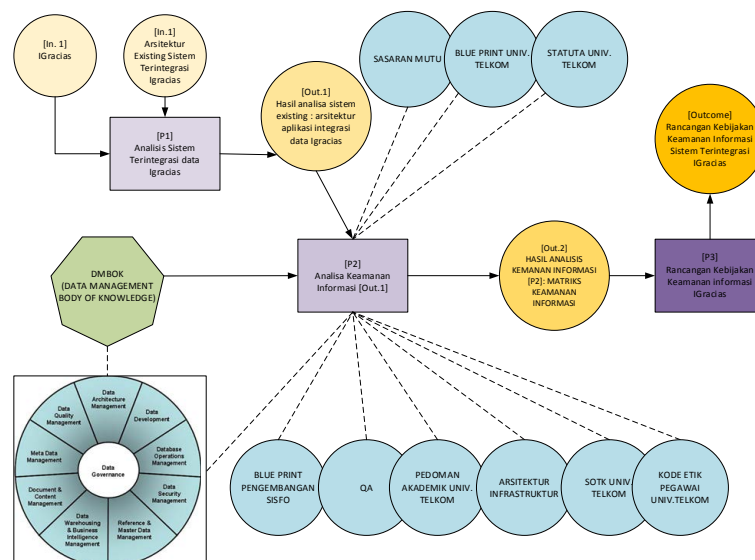 [In. 1]
IGracias
[In.1]
Arsitektur
Existing Sistem
Terintegrasi
Igracias
SASARAN MUTU
BLUE PRINT UNIV.
TELKOM
STATUTA UNIV.
TELKOM
[Out.1]
Hasil analisa sistem
existing : arsitektur
aplikasi integrasi
data Igracias
[P1]
Analisis Sistem
Terintegrasi data
Igracias
[Outcome]
Rancangan Kebijakan
Keamanan Informasi
Sistem Terintegrasi
IGracias
DMBOK
(DATA MANAGEMENT
BODY OF KNOWLEDGE)
[P2]
Analisa Keamanan
Informasi [Out.1]
[Out.2]
HASIL ANALISIS
KEMANAN INFORMASI
[P2]: MATRIKS
KEAMANAN
INFORMASI
[P3]
Rancangan Kebijakan
Keamanan informasi
IGracias
Data
Architecture
Management
Data
Quality
Management
Data
Development
Meta Data
Management
Database
Operations
Management
Data
Governance
Document &
Content
Management
Data
Security
Management
Data
Warehousing
& Business
Intelligence
Management
Reference &
Master Data
Management
BLUE PRINT
PENGEMBANGAN
SISFO
QA
PEDOMAN
AKADEMIK UNIV.
TELKOM
ARSITEKTUR
INFRASTRUKTUR
SOTK UNIV.
TELKOM
KODE ETIK
PEGAWAI
UNIV.TELKOM